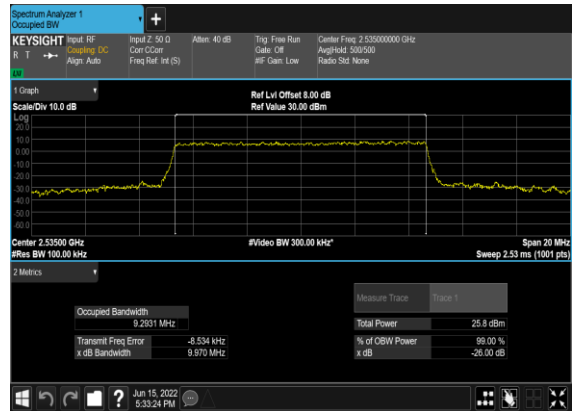 Spectrum Analyzer 1
Occupied BW
+
KEYSIGHT Input: RF Input Z: 50 Ω Atten: 40 dB Trig: Free Run Center Freq: 2.535000000 GHz
R T Coupling: DC Corr CCorr Gate: Off Avg|Hold: 500/500
Align: Auto Freq Ref: Int (S) #IF Gain: Low Radio Std: None
LW
1 Graph
Ref Lvl Offset 8.00 dB
Scale/Div 10.0 dB Ref Value 30.00 dBm
Log
20.0
10.0
0.00
-10.0
-20.0
-30.0
-40.0
-50.0
-60.0
Center 2.53500 GHz #Video BW 300.00 kHz* Span 20 MHz
#Res BW 100.00 kHz Sweep 2.53 ms (1001 pts)
2 Metrics
Measure Trace Trace 1
Occupied Bandwidth
9.2931 MHz Total Power 25.8 dBm
Transmit Freq Error -8.534 kHz % of OBW Power 99.00 %
x dB Bandwidth 9.970 MHz x dB -26.00 dB
? Jun 15, 2022
5:33:24 PM